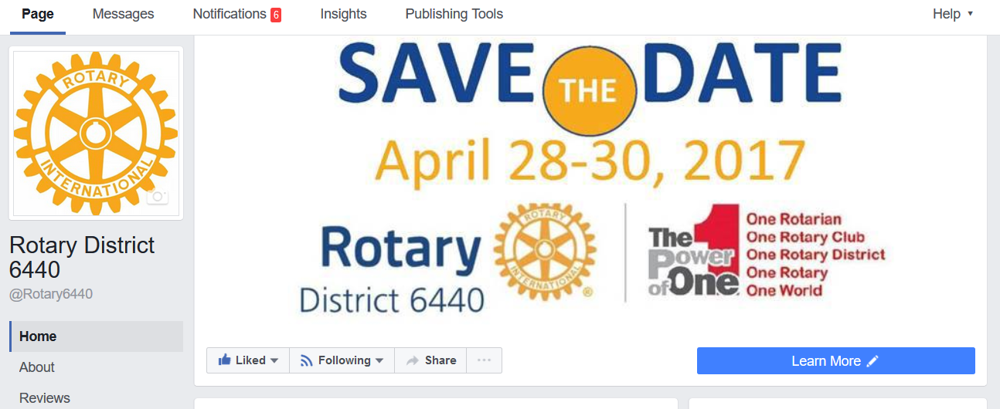 Page Messages Notifications 6 Insights Publishing Tools Help
ROTARY
INTERNATIONAL
Rotary District
6440
@Rotary6440
Home
About
Reviews
SAVE THE DATE
April 28-30, 2017
Rotary
District 6440
ROTARY
INTERNATIONAL
®
The 1
Power
of One
One Rotarian
One Rotary Club
One Rotary District
One Rotary
One World
Liked Following Share ... Learn More